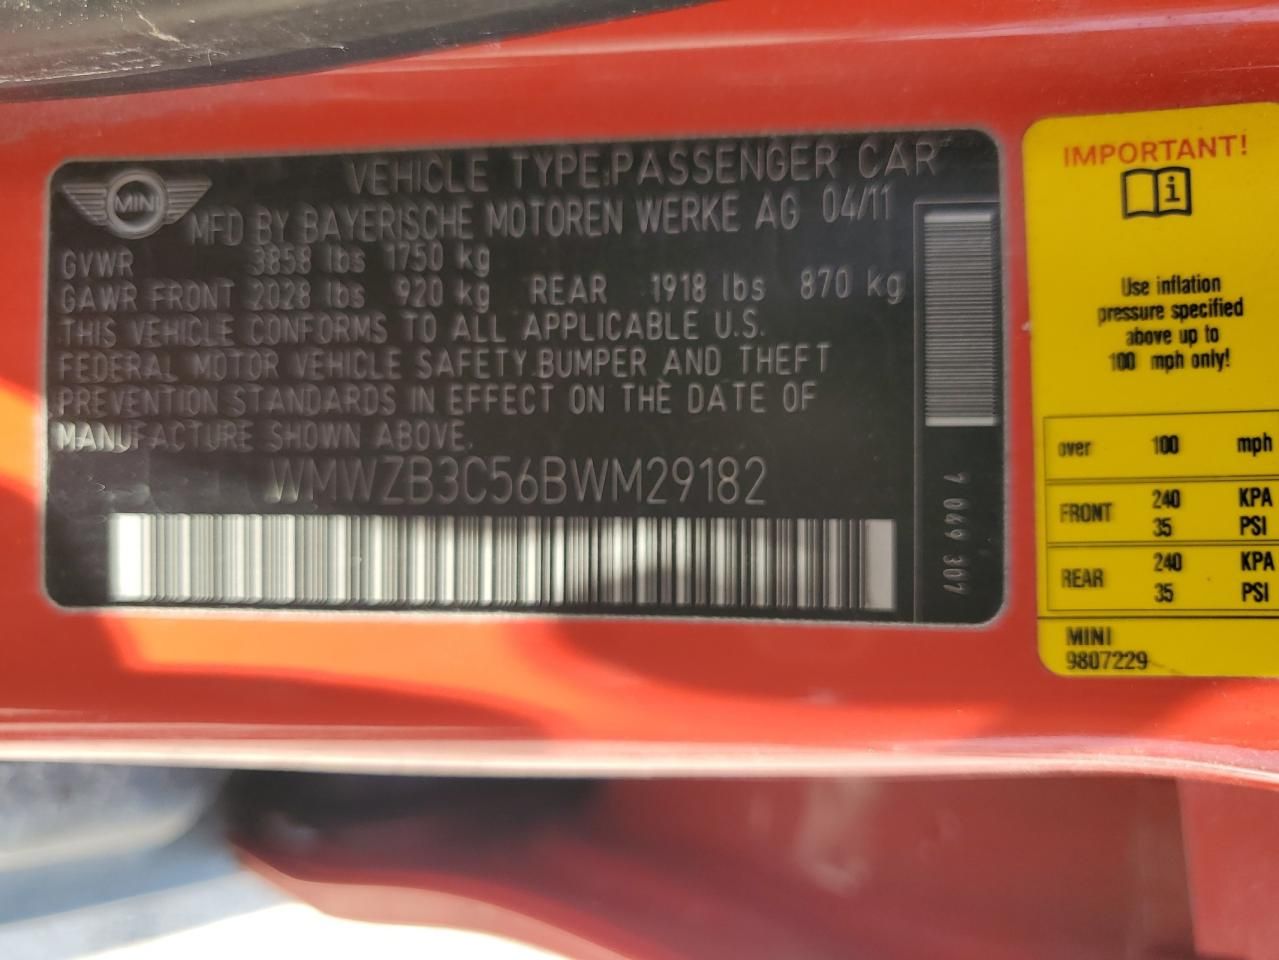 MINI
VEHICLE TYPE:PASSENGER CAR
MFD BY BAYERISCHE MOTOREN WERKE AG 04/11
GVWR 3858 lbs 1750 kg
GAWR FRONT 2028 lbs 920 kg REAR 1918 lbs 870 kg
THIS VEHICLE CONFORMS TO ALL APPLICABLE U.S.
FEDERAL MOTOR VEHICLE SAFETY.BUMPER AND THEFT
PREVENTION STANDARDS IN EFFECT ON THE DATE OF
MANUFACTURE SHOWN ABOVE.
WMWZB3C56BWM29182
7 049 307
IMPORTANT!
Use inflation
pressure specified
above up to
100 mph only!
over 100 mph
FRONT 240 KPA
35 PSI
REAR 240 KPA
35 PSI
MINI
9807229